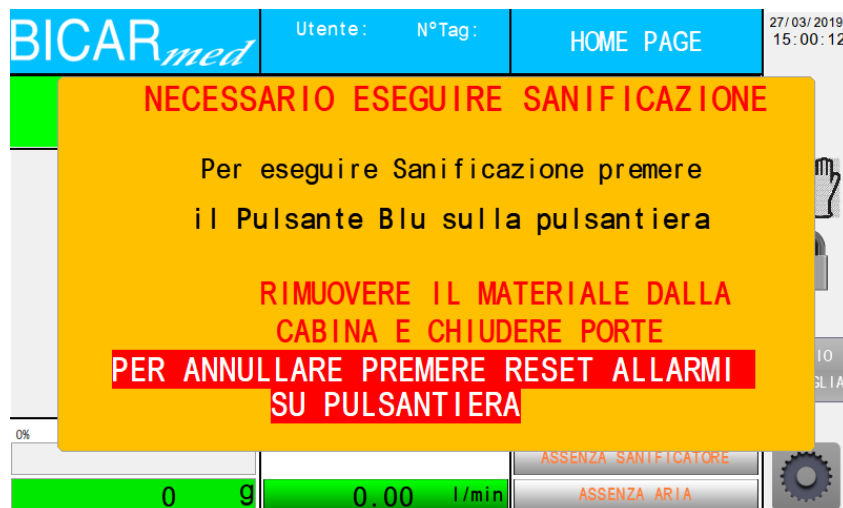 BICARmed
Utente: N°Tag:
HOME PAGE
27/03/2019
15:00:12
NECESSARIO ESEGUIRE SANIFICAZIONE
Per eseguire Sanificazione premere
il Pulsante Blu sulla pulsantiera
RIMUOVERE IL MATERIALE DALLA
CABINA E CHIUDERE PORTE
PER ANNULLARE PREMERE RESET ALLARMI
SU PULSANTIERA
0%
ASSENZA SANIFICATORE
0 g
0.00 l/min
ASSENZA ARIA